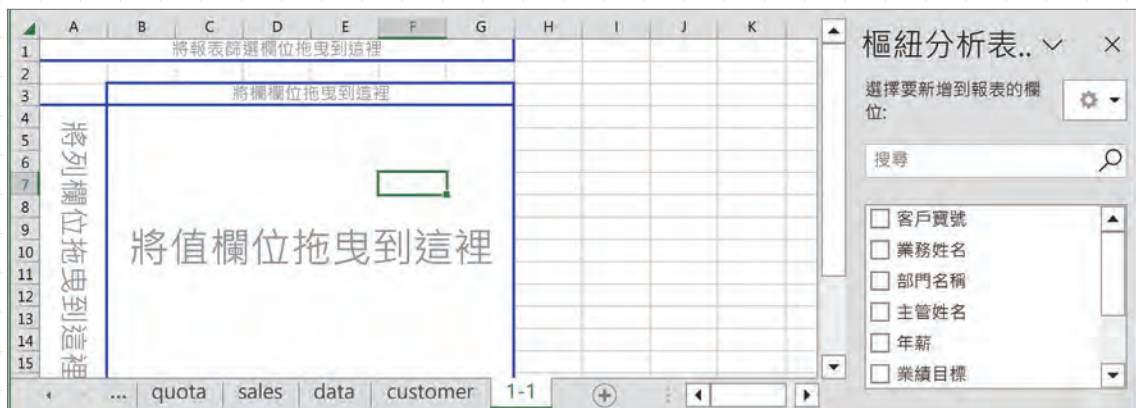 A B C D E F G H I J K
1 將報表篩選欄位拖曳到這裡
2
3 將欄欄位拖曳到這裡
4
5
6
7
8
9
10
11
12
13
14
15
將列欄位拖曳到這裡
將值欄位拖曳到這裡
... quota sales data customer 1-1
樞紐分析表..
選擇要新增到報表的欄
位:
搜尋
客戶寶號
業務姓名
部門名稱
主管姓名
年薪
業績目標